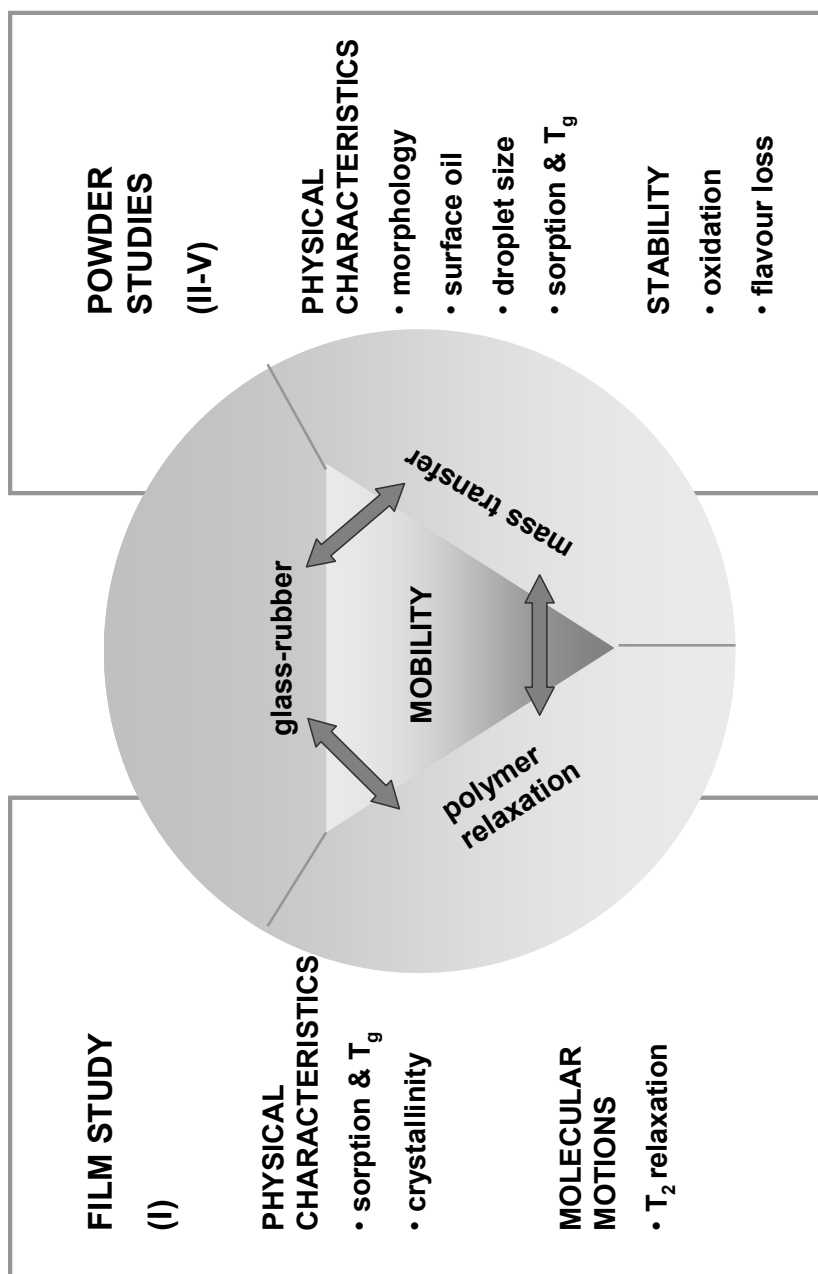 FILM STUDY
(I)
PHYSICAL
CHARACTERISTICS
• sorption & Tg
• crystallinity
MOLECULAR
MOTIONS
• T2 relaxation
glass-rubber
MOBILITY
polymer
relaxation
mass transfer
POWDER
STUDIES
(II-V)
PHYSICAL
CHARACTERISTICS
• morphology
• surface oil
• droplet size
• sorption & Tg
STABILITY
• oxidation
• flavour loss